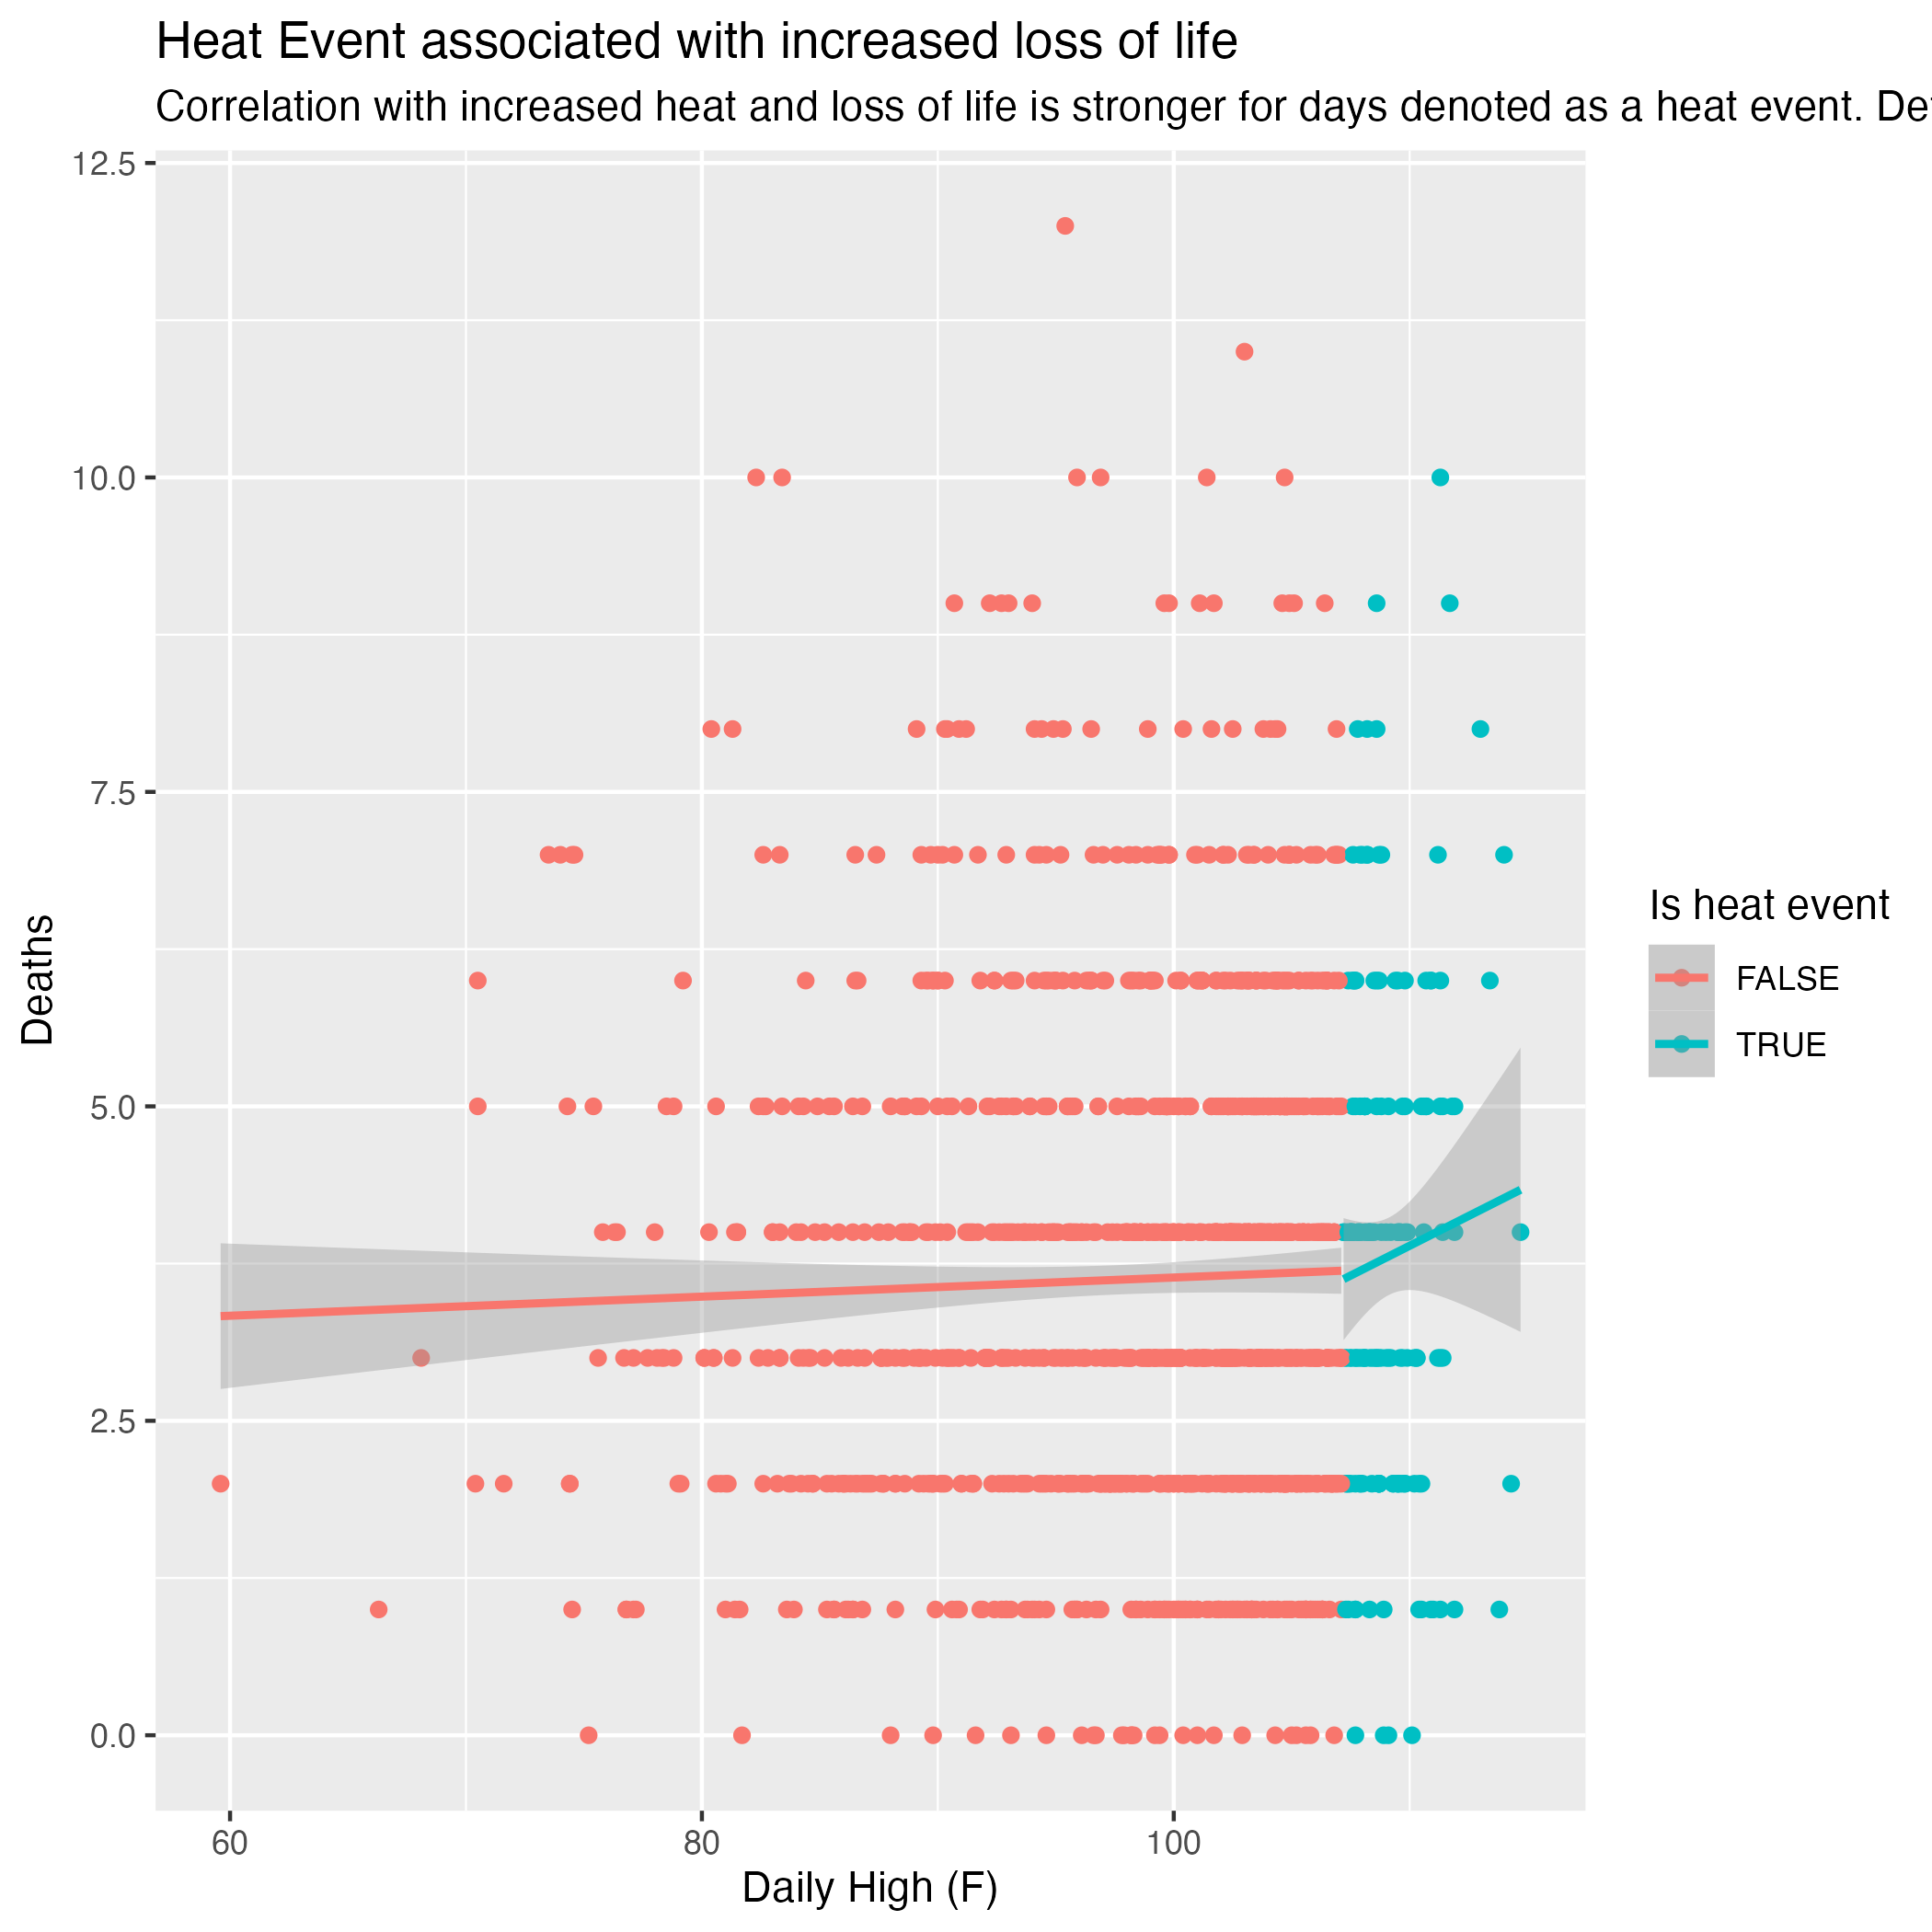 Heat Event associated with increased loss of life
Correlation with increased heat and loss of life is stronger for days denoted as a heat event.
12.5
10.0
7.5
5.0
2.5
0.0
Deaths
60
80
100
Daily High (F)
Is heat event
FALSE
TRUE